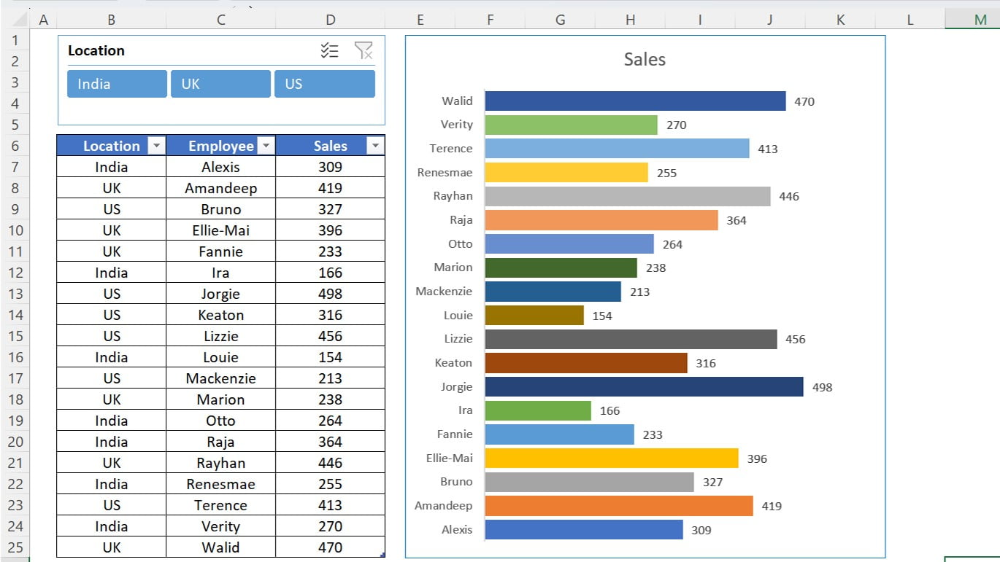 A B C D E F G H I J K L M
1
2
3
4
5
6
7
8
9
10
11
12
13
14
15
16
17
18
19
20
21
22
23
24
25
Location
India UK US
Location Employee Sales
India Alexis 309
UK Amandeep 419
US Bruno 327
UK Ellie-Mai 396
UK Fannie 233
India Ira 166
US Jorgie 498
US Keaton 316
US Lizzie 456
India Louie 154
US Mackenzie 213
UK Marion 238
India Otto 264
India Raja 364
UK Rayhan 446
India Renesmae 255
US Terence 413
India Verity 270
UK Walid 470
Sales
Walid 470
Verity 270
Terence 413
Renesmae 255
Rayhan 446
Raja 364
Otto 264
Marion 238
Mackenzie 213
Louie 154
Lizzie 456
Keaton 316
Jorgie 498
Ira 166
Fannie 233
Ellie-Mai 396
Bruno 327
Amandeep 419
Alexis 309